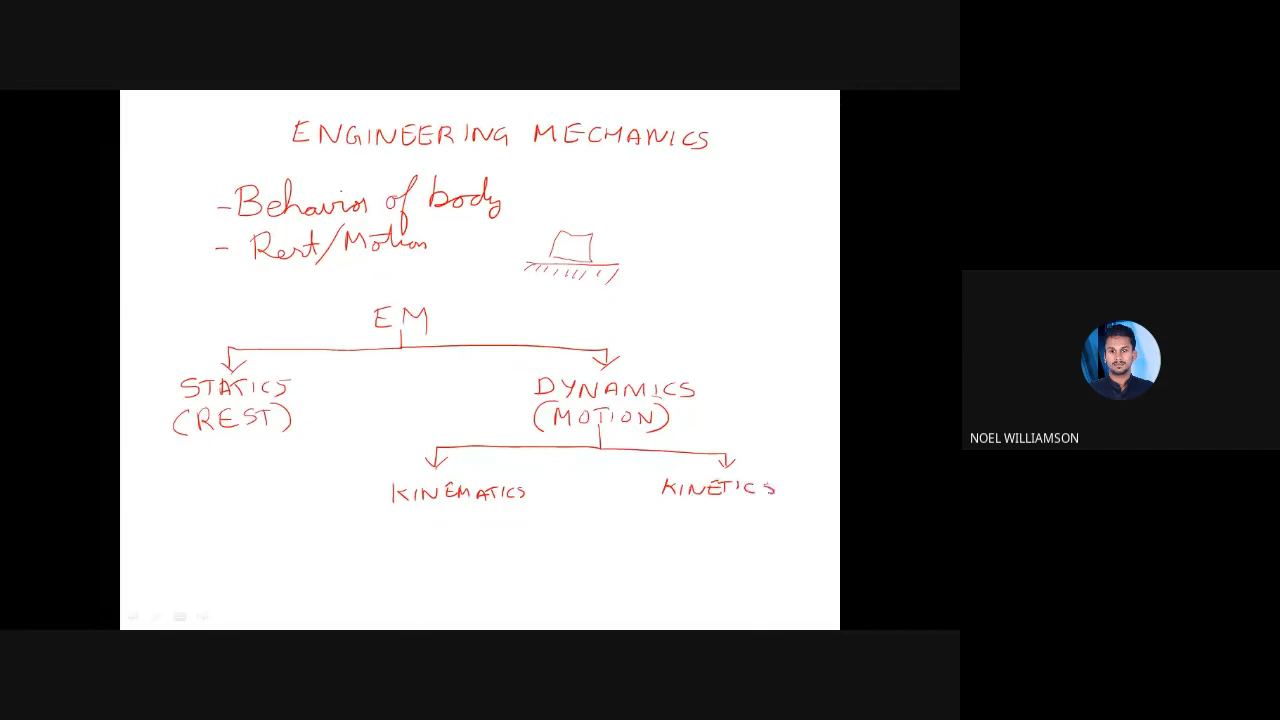 ENGINEERING MECHANICS
- Behavior of body
- Rest/Motion
EM
STATICS DYNAMICS
(REST) (MOTION)
KINEMATICS KINETICS
NOEL WILLIAMSON